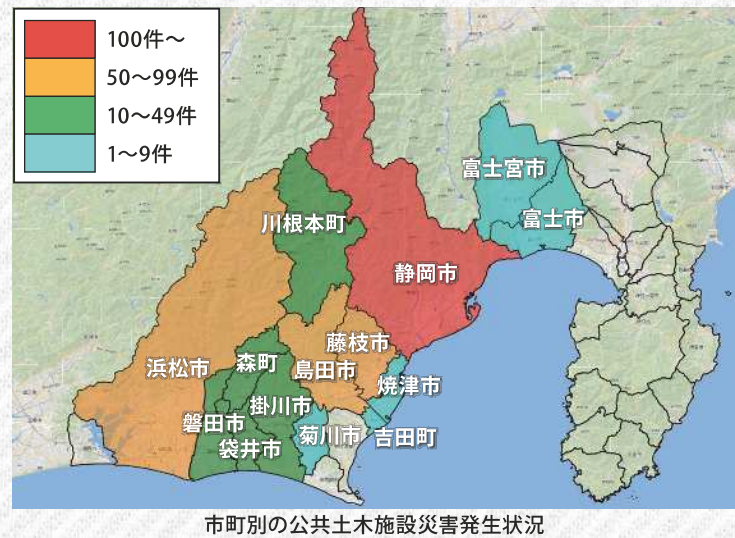 100件～
50～99件
10～49件
1～9件
富士宮市
富士市
川根本町
静岡市
藤枝市
島田市
浜松市
森町
焼津市
掛川市
磐田市
菊川市
吉田町
袋井市
市町別の公共土木施設災害発生状況